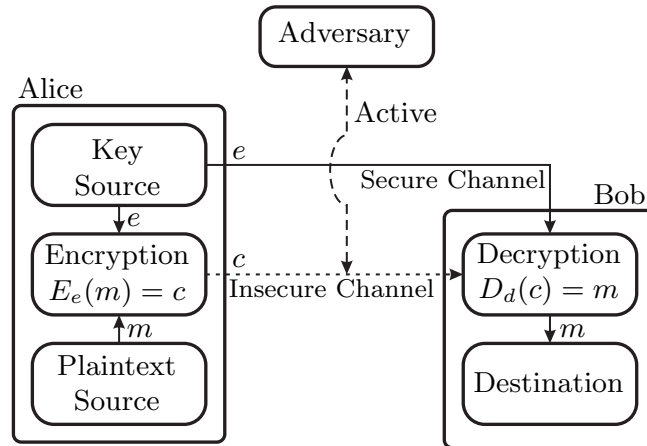 Adversary
Alice
Active
Key
Source
e
Secure Channel
Bob
e
Encryption
E_e(m) = c
c
Insecure Channel
Decryption
D_d(c) = m
m
m
Plaintext
Source
Destination